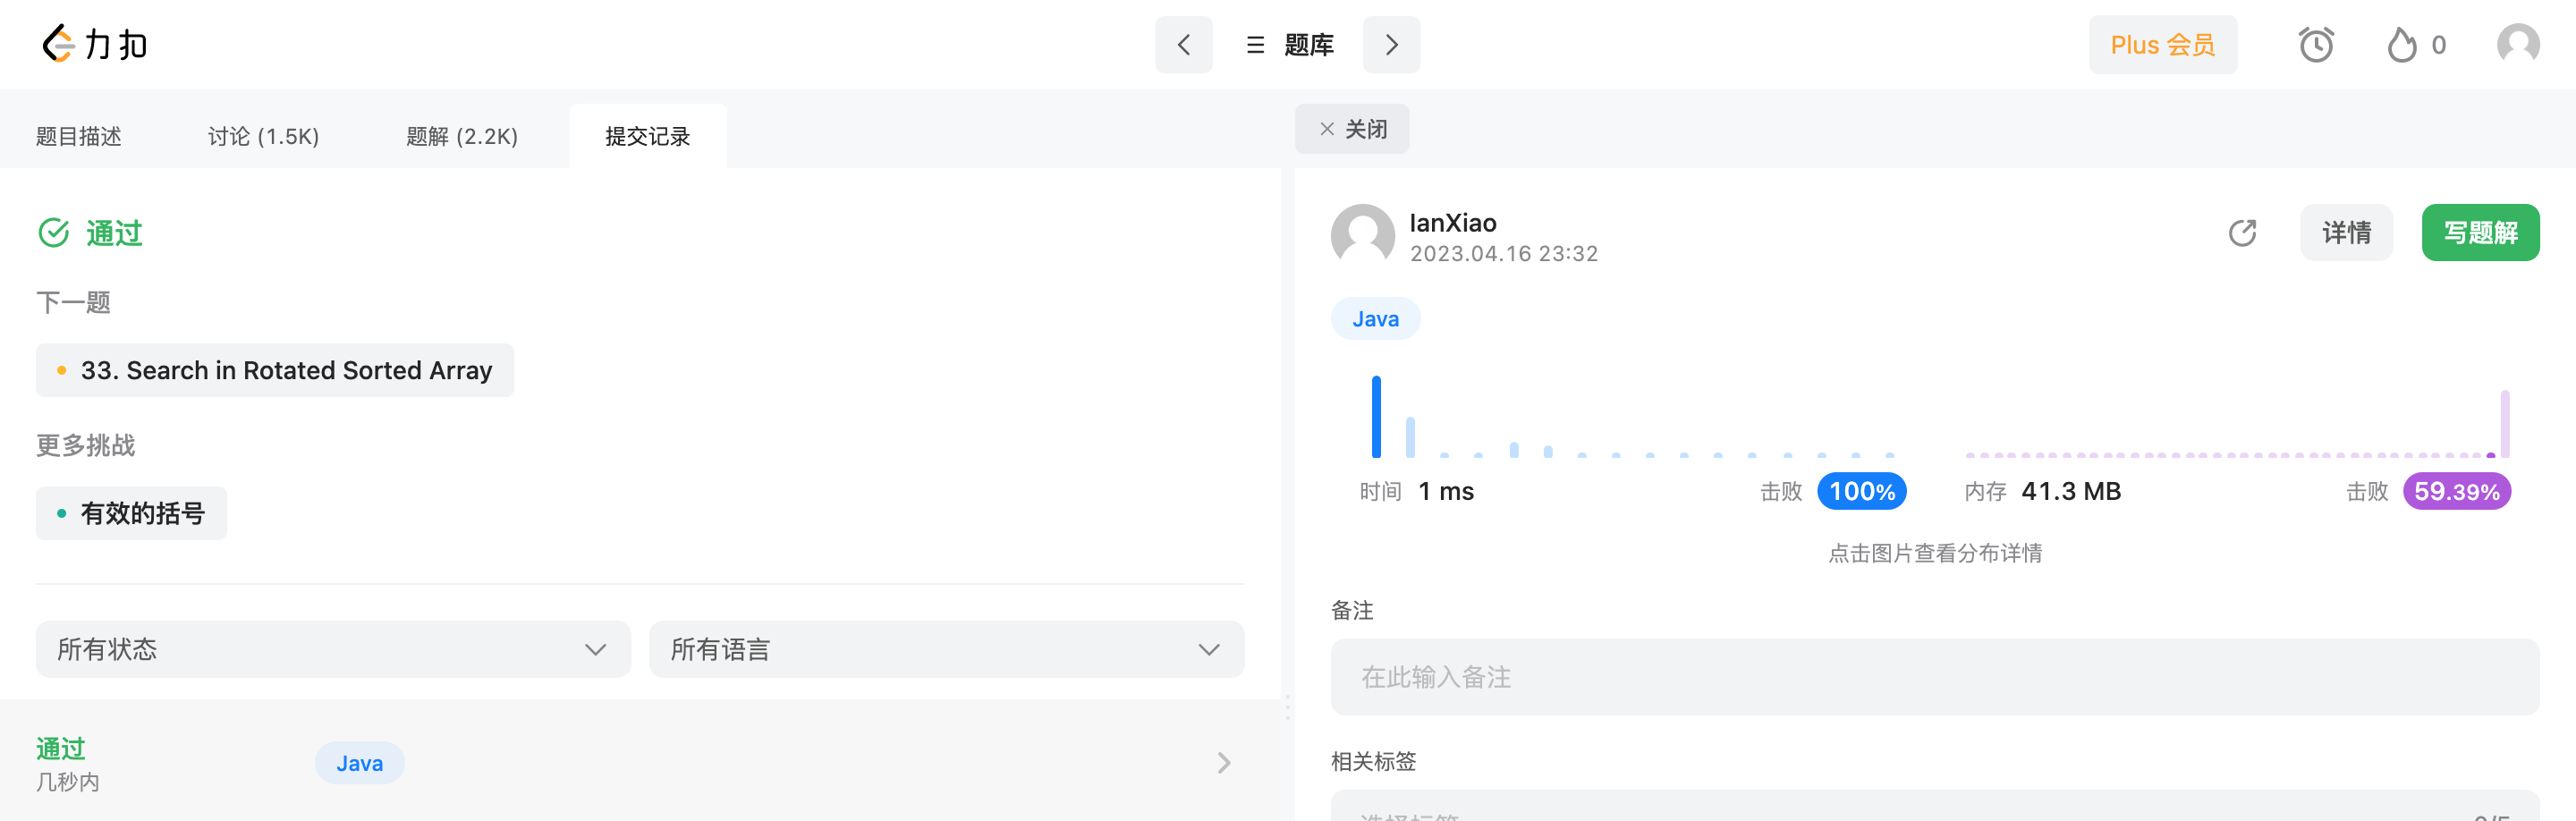 力扣
题库
Plus 会员
0
题目描述
讨论 (1.5K)
题解 (2.2K)
提交记录
关闭
通过
下一题
33. Search in Rotated Sorted Array
更多挑战
有效的括号
所有状态
所有语言
通过
几秒内
Java
IanXiao
2023.04.16 23:32
详情
写题解
Java
时间 1 ms
击败 100%
内存 41.3 MB
击败 59.39%
点击图片查看分布详情
备注
在此输入备注
相关标签